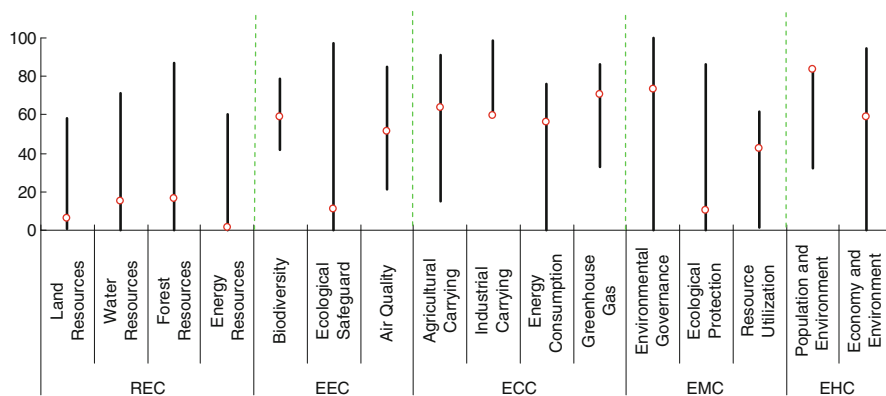 100
80
60
40
20
0
Land
Resources
Water
Resources
Forest
Resources
Energy
Resources
Biodiversity
Ecological
Safeguard
Air Quality
Agricultural
Carrying
Industrial
Carrying
Energy
Consumption
Greenhouse
Gas
Environmental
Governance
Ecological
Protection
Resource
Utilization
Population and
Environment
Economy and
Environment
REC
EEC
ECC
EMC
EHC